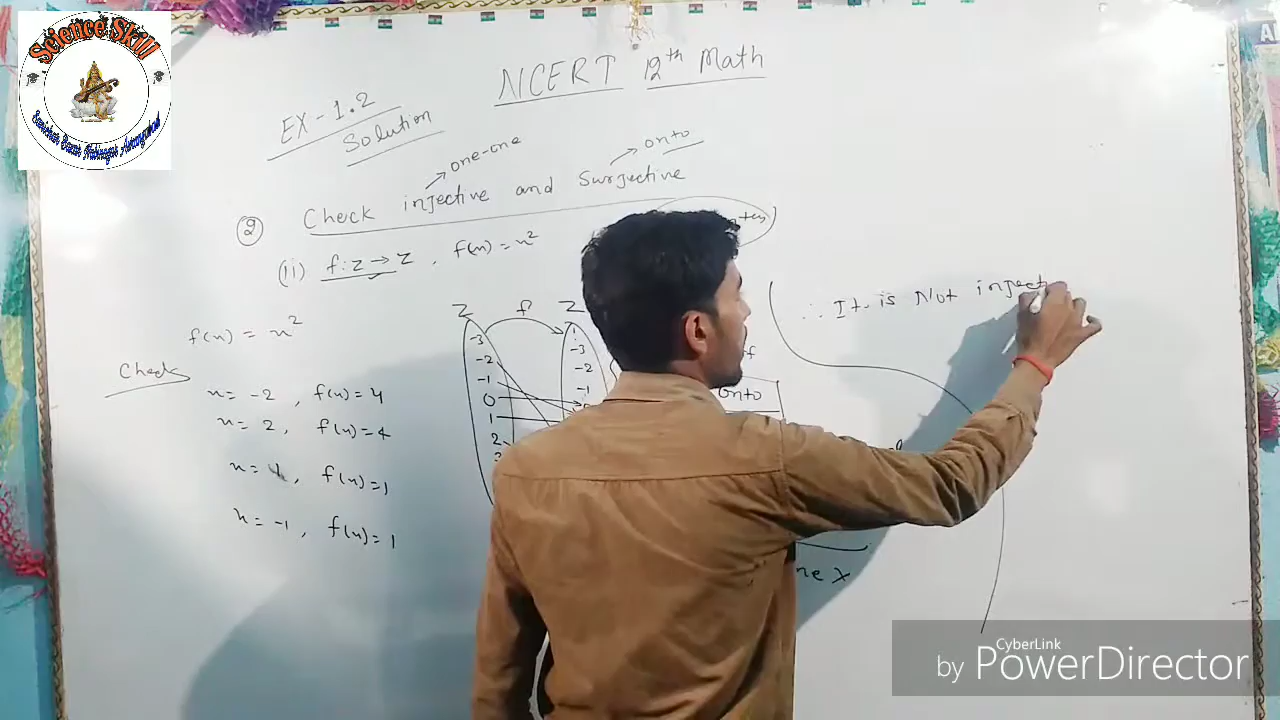 Science Skill
NCERT 12th Math
EX-1.2
Solution
one-one
onto
② Check injective and Surjective
(ii) f: Z → Z , f(x) = x²
f(x) = x²
Check
x = -2 , f(x) = 4
x = 2 , f(x) = 4
x = 1 , f(x) = 1
x = -1 , f(x) = 1
Z f Z
-3
-2
-1
0
1
2
-3
-2
-1
onto
∴ It is Not inject
CyberLink
by PowerDirector